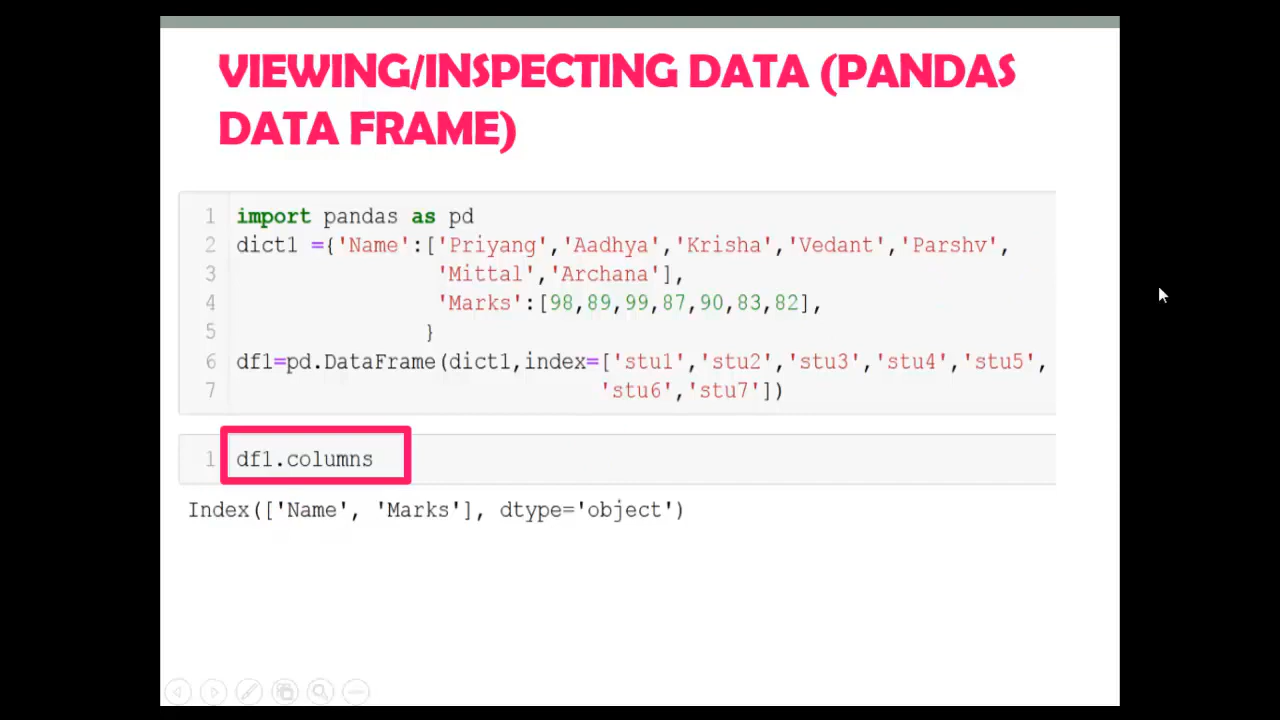 VIEWING/INSPECTING DATA (PANDAS
DATA FRAME)
1 import pandas as pd
2 dict1 ={'Name':['Priyang','Aadhya','Krisha','Vedant','Parshv',
3 'Mittal','Archana'],
4 'Marks':[98,89,99,87,90,83,82],
5 }
6 df1=pd.DataFrame(dict1,index=['stu1','stu2','stu3','stu4','stu5',
7 'stu6','stu7'])
1 df1.columns
Index(['Name', 'Marks'], dtype='object')